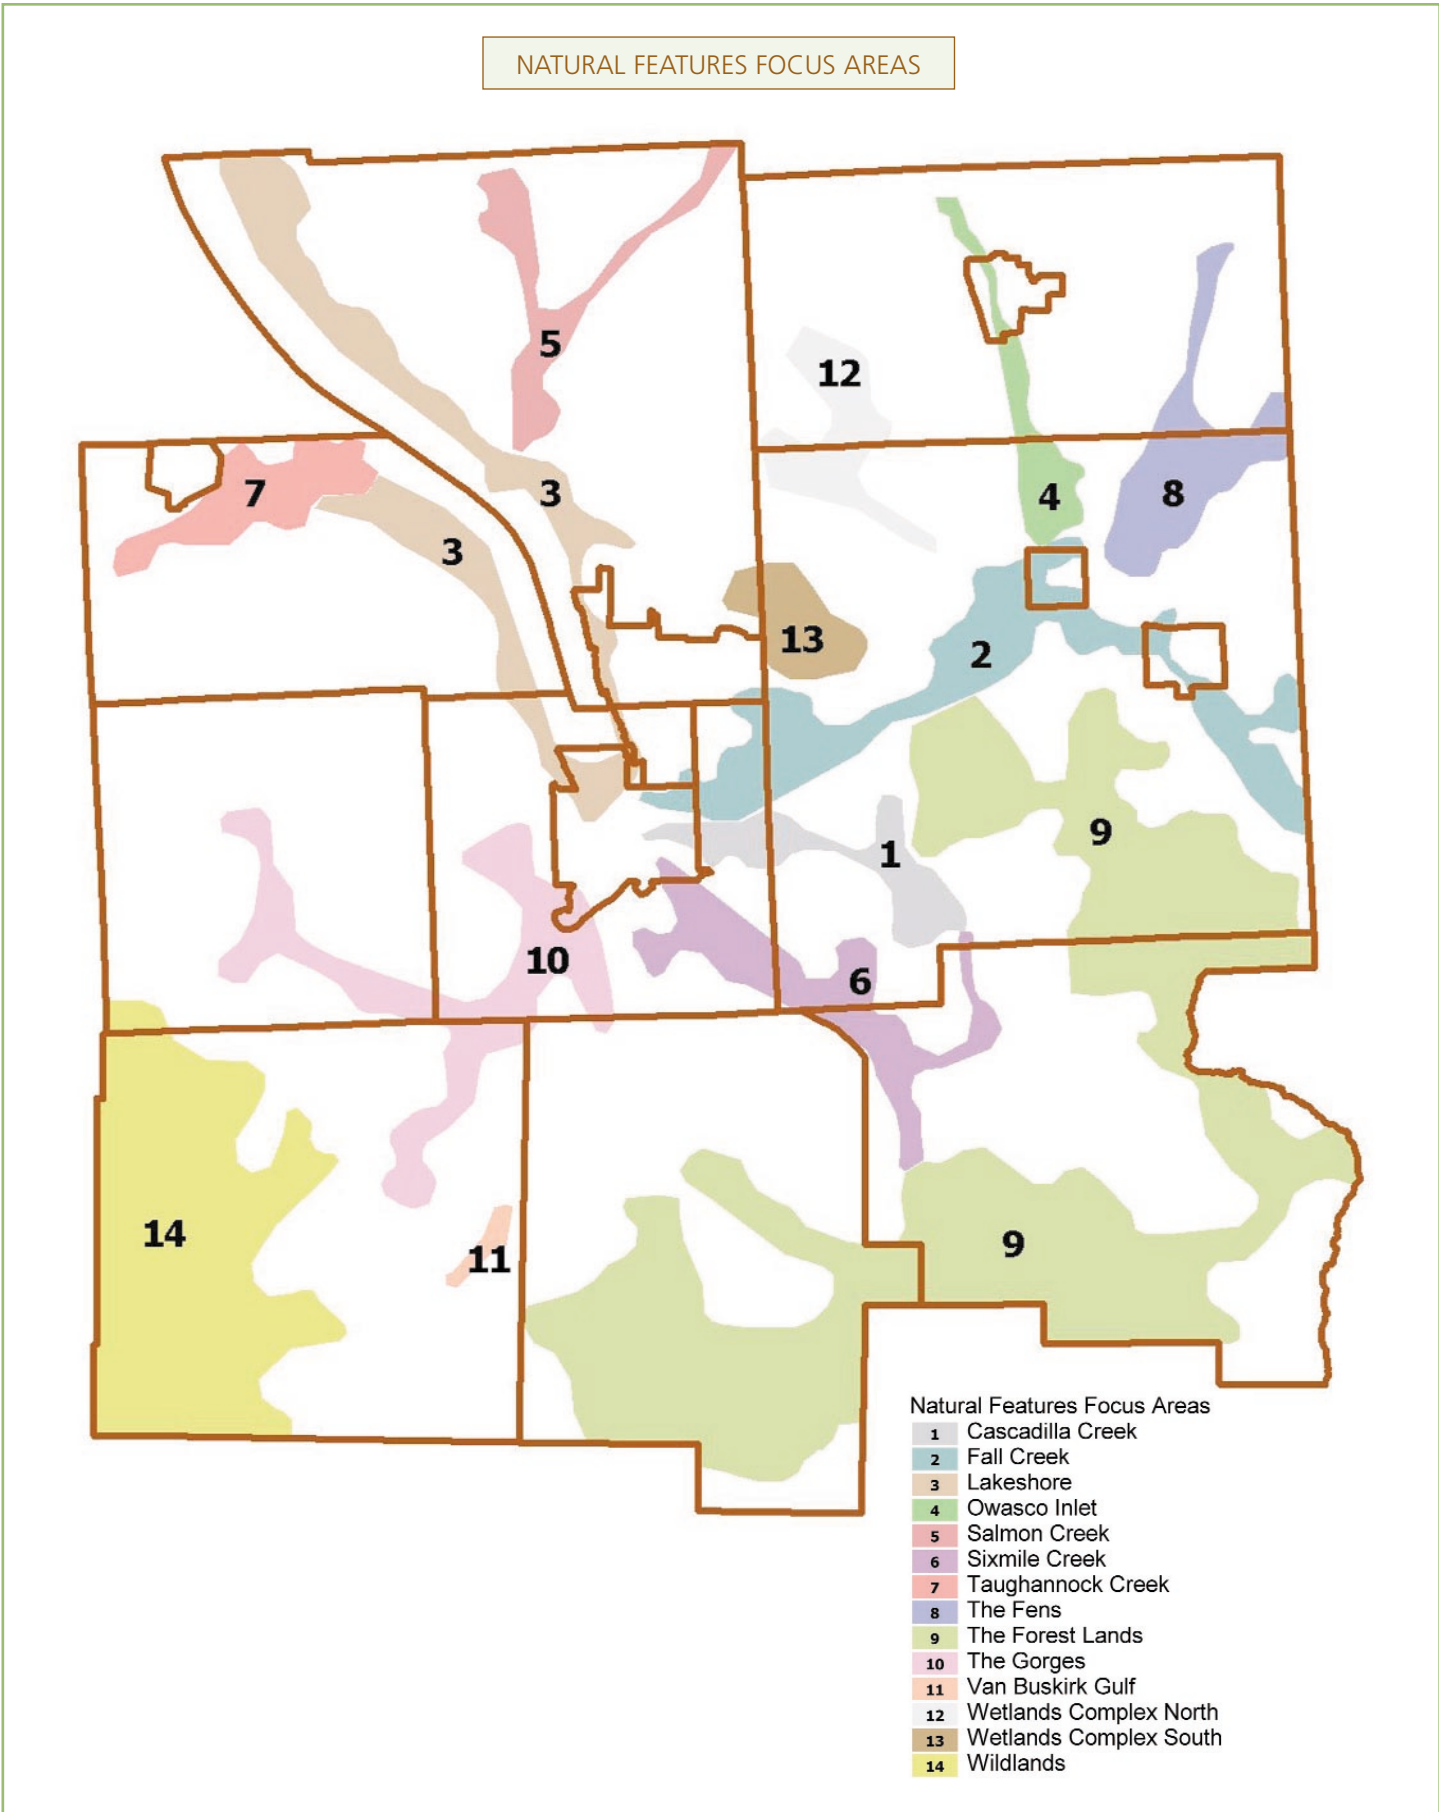 NATURAL FEATURES FOCUS AREAS
5
12
7
3
4
8
3
13
2
9
1
10
6
14
11
9
Natural Features Focus Areas
1 Cascadilla Creek
2 Fall Creek
3 Lakeshore
4 Owasco Inlet
5 Salmon Creek
6 Sixmile Creek
7 Taughannock Creek
8 The Fens
9 The Forest Lands
10 The Gorges
11 Van Buskirk Gulf
12 Wetlands Complex North
13 Wetlands Complex South
14 Wildlands